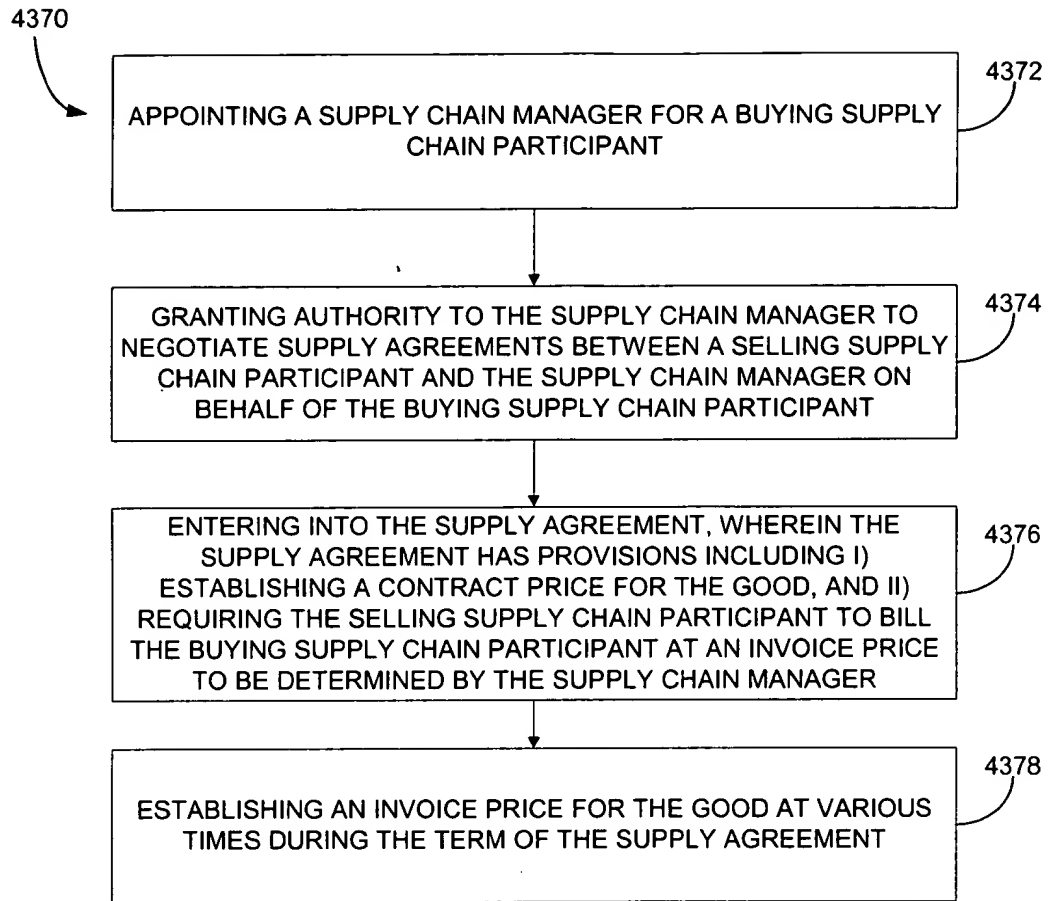 4370
4372
APPOINTING A SUPPLY CHAIN MANAGER FOR A BUYING SUPPLY
CHAIN PARTICIPANT
4374
GRANTING AUTHORITY TO THE SUPPLY CHAIN MANAGER TO
NEGOTIATE SUPPLY AGREEMENTS BETWEEN A SELLING SUPPLY
CHAIN PARTICIPANT AND THE SUPPLY CHAIN MANAGER ON
BEHALF OF THE BUYING SUPPLY CHAIN PARTICIPANT
4376
ENTERING INTO THE SUPPLY AGREEMENT, WHEREIN THE
SUPPLY AGREEMENT HAS PROVISIONS INCLUDING I)
ESTABLISHING A CONTRACT PRICE FOR THE GOOD, AND II)
REQUIRING THE SELLING SUPPLY CHAIN PARTICIPANT TO BILL
THE BUYING SUPPLY CHAIN PARTICIPANT AT AN INVOICE PRICE
TO BE DETERMINED BY THE SUPPLY CHAIN MANAGER
4378
ESTABLISHING AN INVOICE PRICE FOR THE GOOD AT VARIOUS
TIMES DURING THE TERM OF THE SUPPLY AGREEMENT